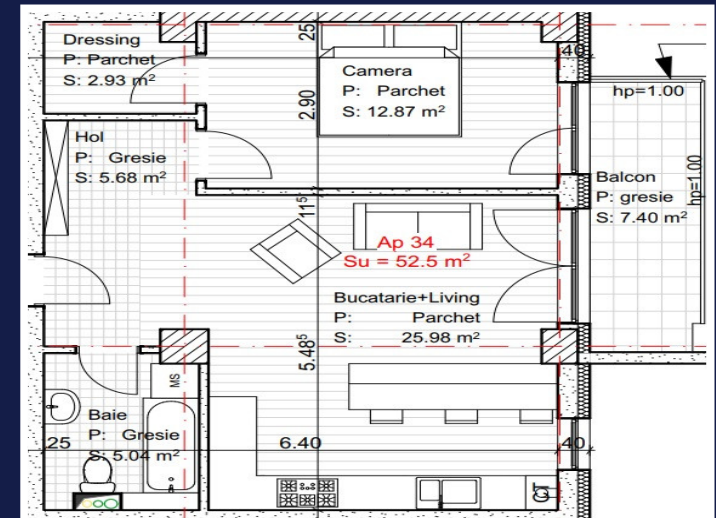 Dressing
P: Parchet
S: 2.93 m²
25
40
Camera
P: Parchet
S: 12.87 m²
2.90
hp=1.00
Hol
P: Gresie
S: 5.68 m²
Balcon
P: gresie
S: 7.40 m²
hp=1.00
11⁵
Ap 34
Su = 52.5 m²
Bucatarie+Living
P: Parchet
S: 25.98 m²
5.48⁵
MS
Baie
P: Gresie
S: 5.04 m²
25
6.40
40